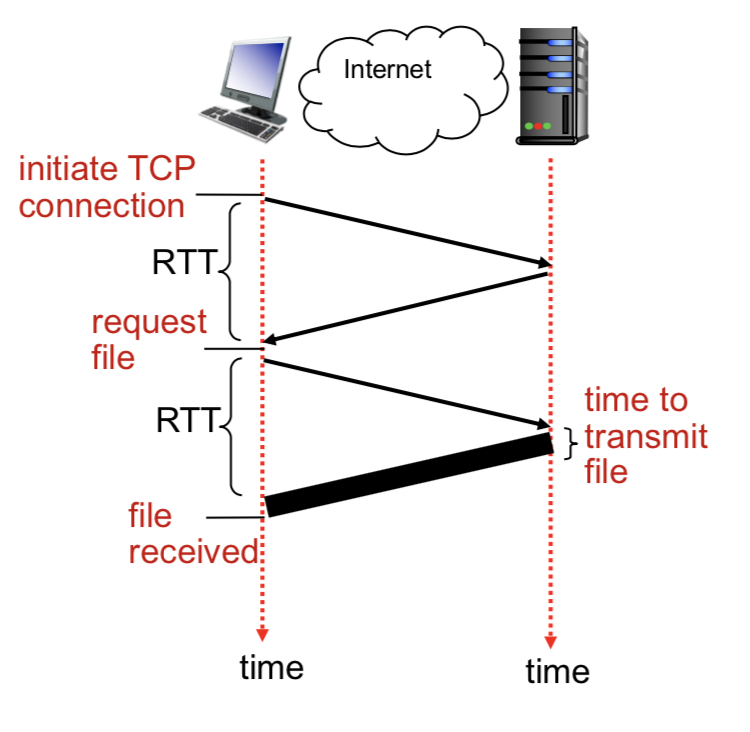 Internet
initiate TCP
connection
RTT
request
file
RTT
time to
transmit
file
file
received
time
time